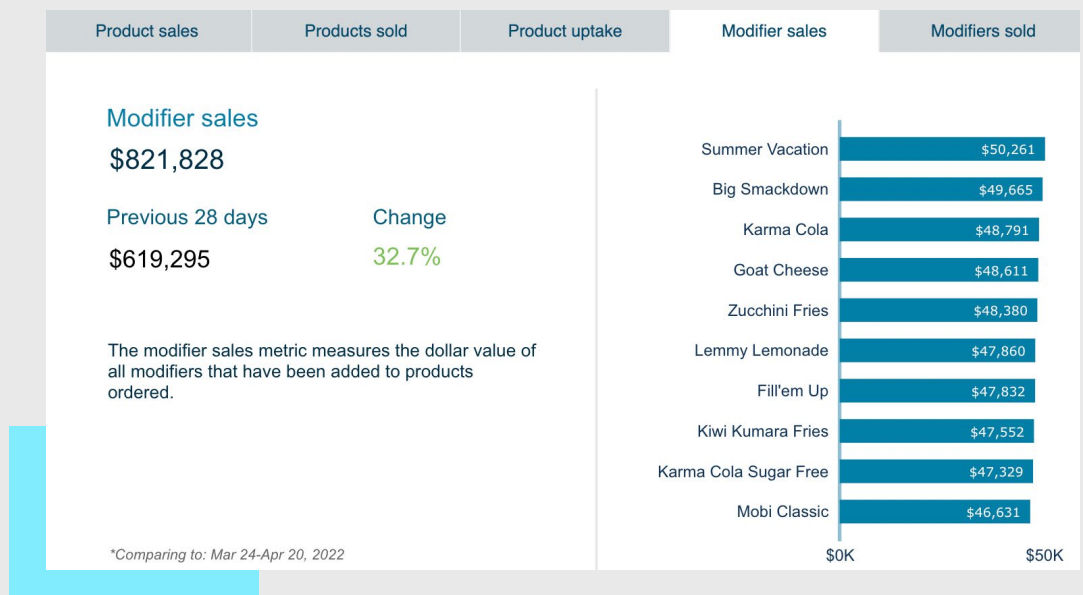 Product sales
Products sold
Product uptake
Modifier sales
Modifiers sold
Modifier sales
$821,828
Previous 28 days
Change
$619,295
32.7%
The modifier sales metric measures the dollar value of
all modifiers that have been added to products
ordered.
*Comparing to: Mar 24-Apr 20, 2022
Summer Vacation $50,261
Big Smackdown $49,665
Karma Cola $48,791
Goat Cheese $48,611
Zucchini Fries $48,380
Lemmy Lemonade $47,860
Fill'em Up $47,832
Kiwi Kumara Fries $47,552
Karma Cola Sugar Free $47,329
Mobi Classic $46,631
$0K $50K